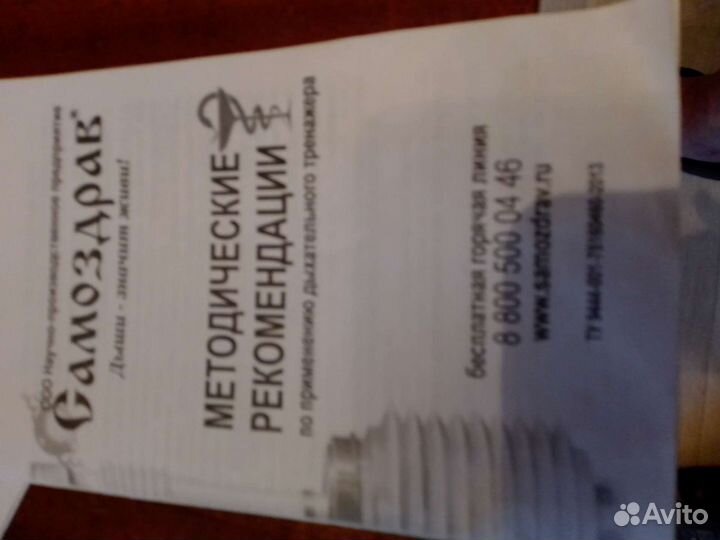 ООО Научно-производственное предприятие
Самоздрав®
Дыши - значит живи!
МЕТОДИЧЕСКИЕ
РЕКОМЕНДАЦИИ
по применению дыхательного тренажера
бесплатная горячая линия
8 800 500 04 46
www.samozdrav.ru
ТУ
Avito